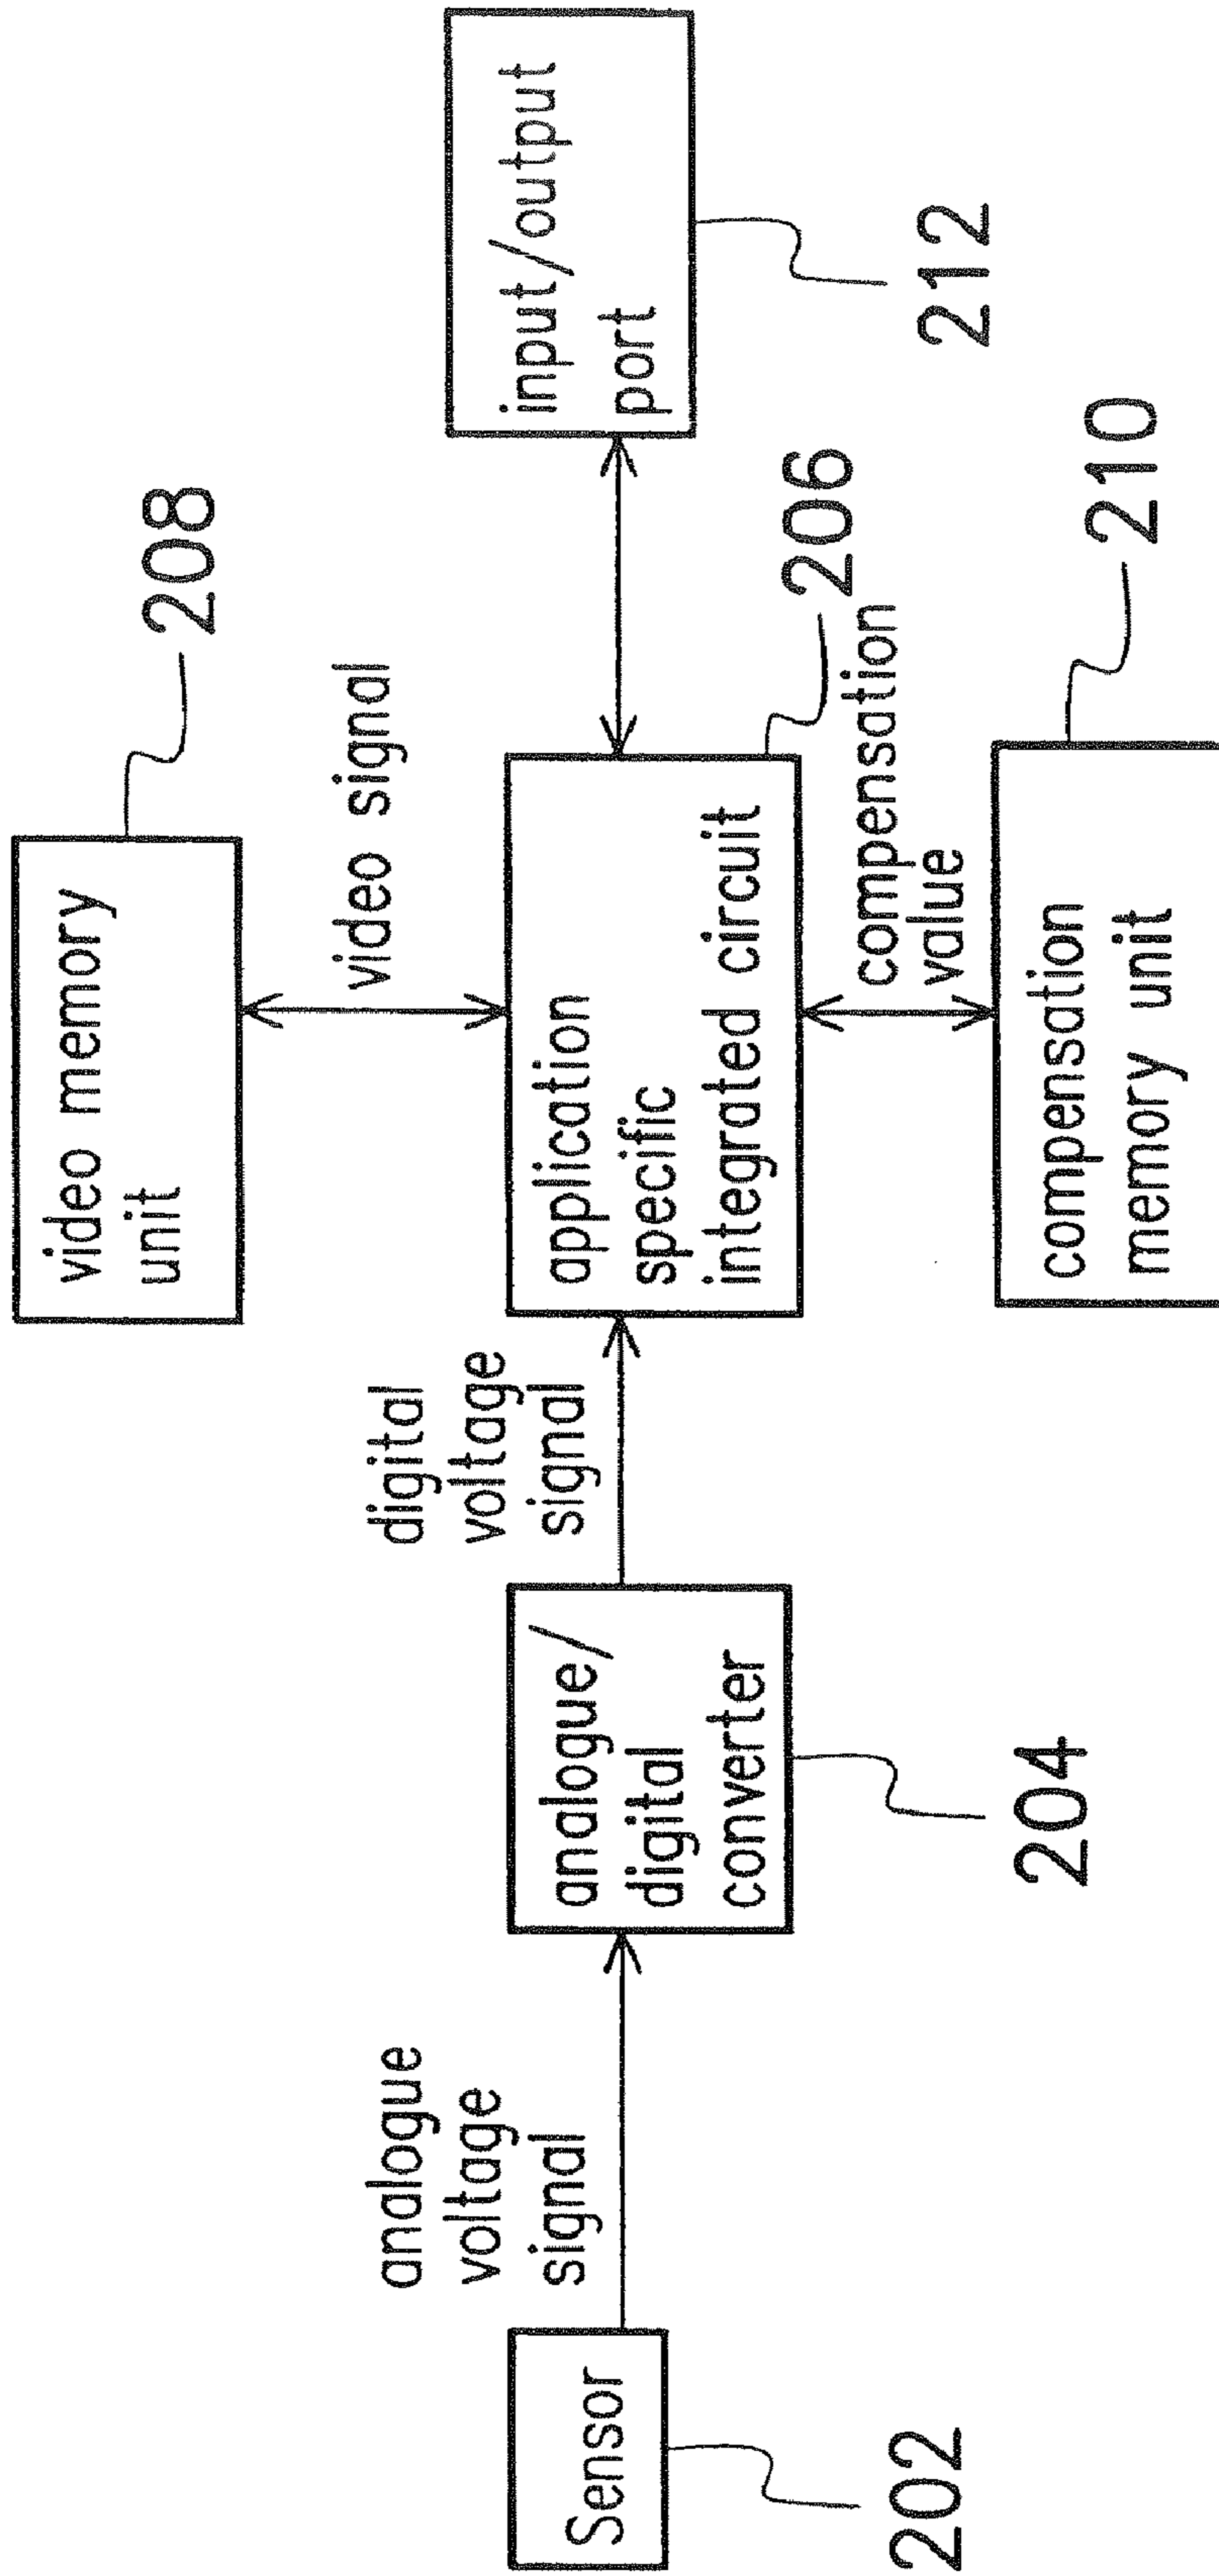 video memory
unit
208
video signal
analogue
voltage
signal
digital
voltage
signal
input/output
port
212
Sensor
202
analogue/
digital
converter
204
application
specific
integrated circuit
206
compensation
value
compensation
memory unit
210